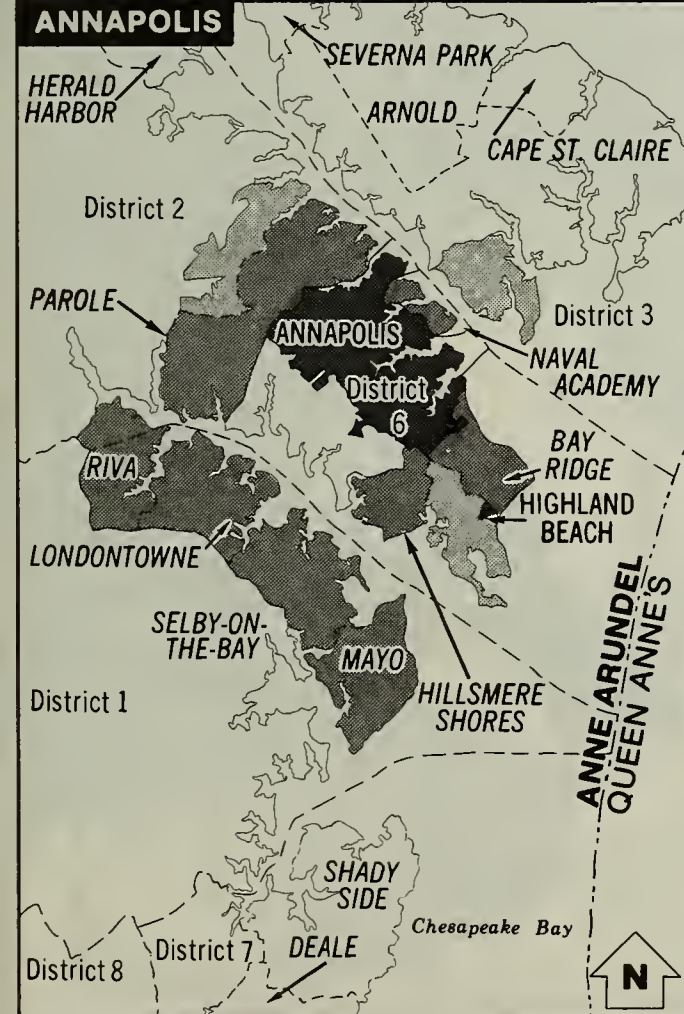 ANNAPOLIS
SEVERNA PARK
HERALD
HARBOR
ARNOLD
CAPE ST. CLAIRE
District 2
PAROLE
ANNAPOLIS
District 3
NAVAL
ACADEMY
District
6
BAY
RIDGE
RIVA
HIGHLAND
BEACH
LONDONTOWNE
SELBY-ON-
THE-BAY
MAYO
HILLSMERE
SHORES
District 1
ANNE ARUNDEL
QUEEN ANNE'S
SHADY
SIDE
Chesapeake Bay
District 7
DEALE
District 8
N